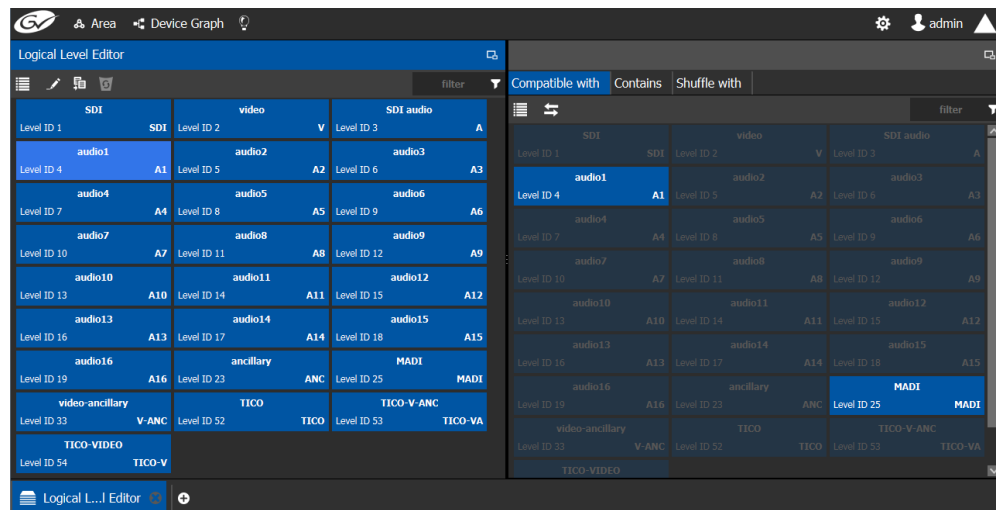 GV Area Device Graph admin
Logical Level Editor
filter
SDI video SDI audio
Level ID 1 SDI Level ID 2 V Level ID 3 A
audio1 audio2 audio3
Level ID 4 A1 Level ID 5 A2 Level ID 6 A3
audio4 audio5 audio6
Level ID 7 A4 Level ID 8 A5 Level ID 9 A6
audio7 audio8 audio9
Level ID 10 A7 Level ID 11 A8 Level ID 12 A9
audio10 audio11 audio12
Level ID 13 A10 Level ID 14 A11 Level ID 15 A12
audio13 audio14 audio15
Level ID 16 A13 Level ID 17 A14 Level ID 18 A15
audio16 ancillary MADI
Level ID 19 A16 Level ID 23 ANC Level ID 25 MADI
video-ancillary TICO TICO-V-ANC
Level ID 33 V-ANC Level ID 52 TICO Level ID 53 TICO-VA
TICO-VIDEO
Level ID 54 TICO-V
Compatible with Contains Shuffle with
filter
SDI video SDI audio
Level ID 1 SDI Level ID 2 V Level ID 3 A
audio1 audio2 audio3
Level ID 4 A1 Level ID 5 A2 Level ID 6 A3
audio4 audio5 audio6
Level ID 7 A4 Level ID 8 A5 Level ID 9 A6
audio7 audio8 audio9
Level ID 10 A7 Level ID 11 A8 Level ID 12 A9
audio10 audio11 audio12
Level ID 13 A10 Level ID 14 A11 Level ID 15 A12
audio13 audio14 audio15
Level ID 16 A13 Level ID 17 A14 Level ID 18 A15
audio16 ancillary MADI
Level ID 19 A16 Level ID 23 ANC Level ID 25 MADI
video-ancillary TICO TICO-V-ANC
Level ID 33 V-ANC Level ID 52 TICO Level ID 53 TICO-VA
TICO-VIDEO
Logical L...l Editor